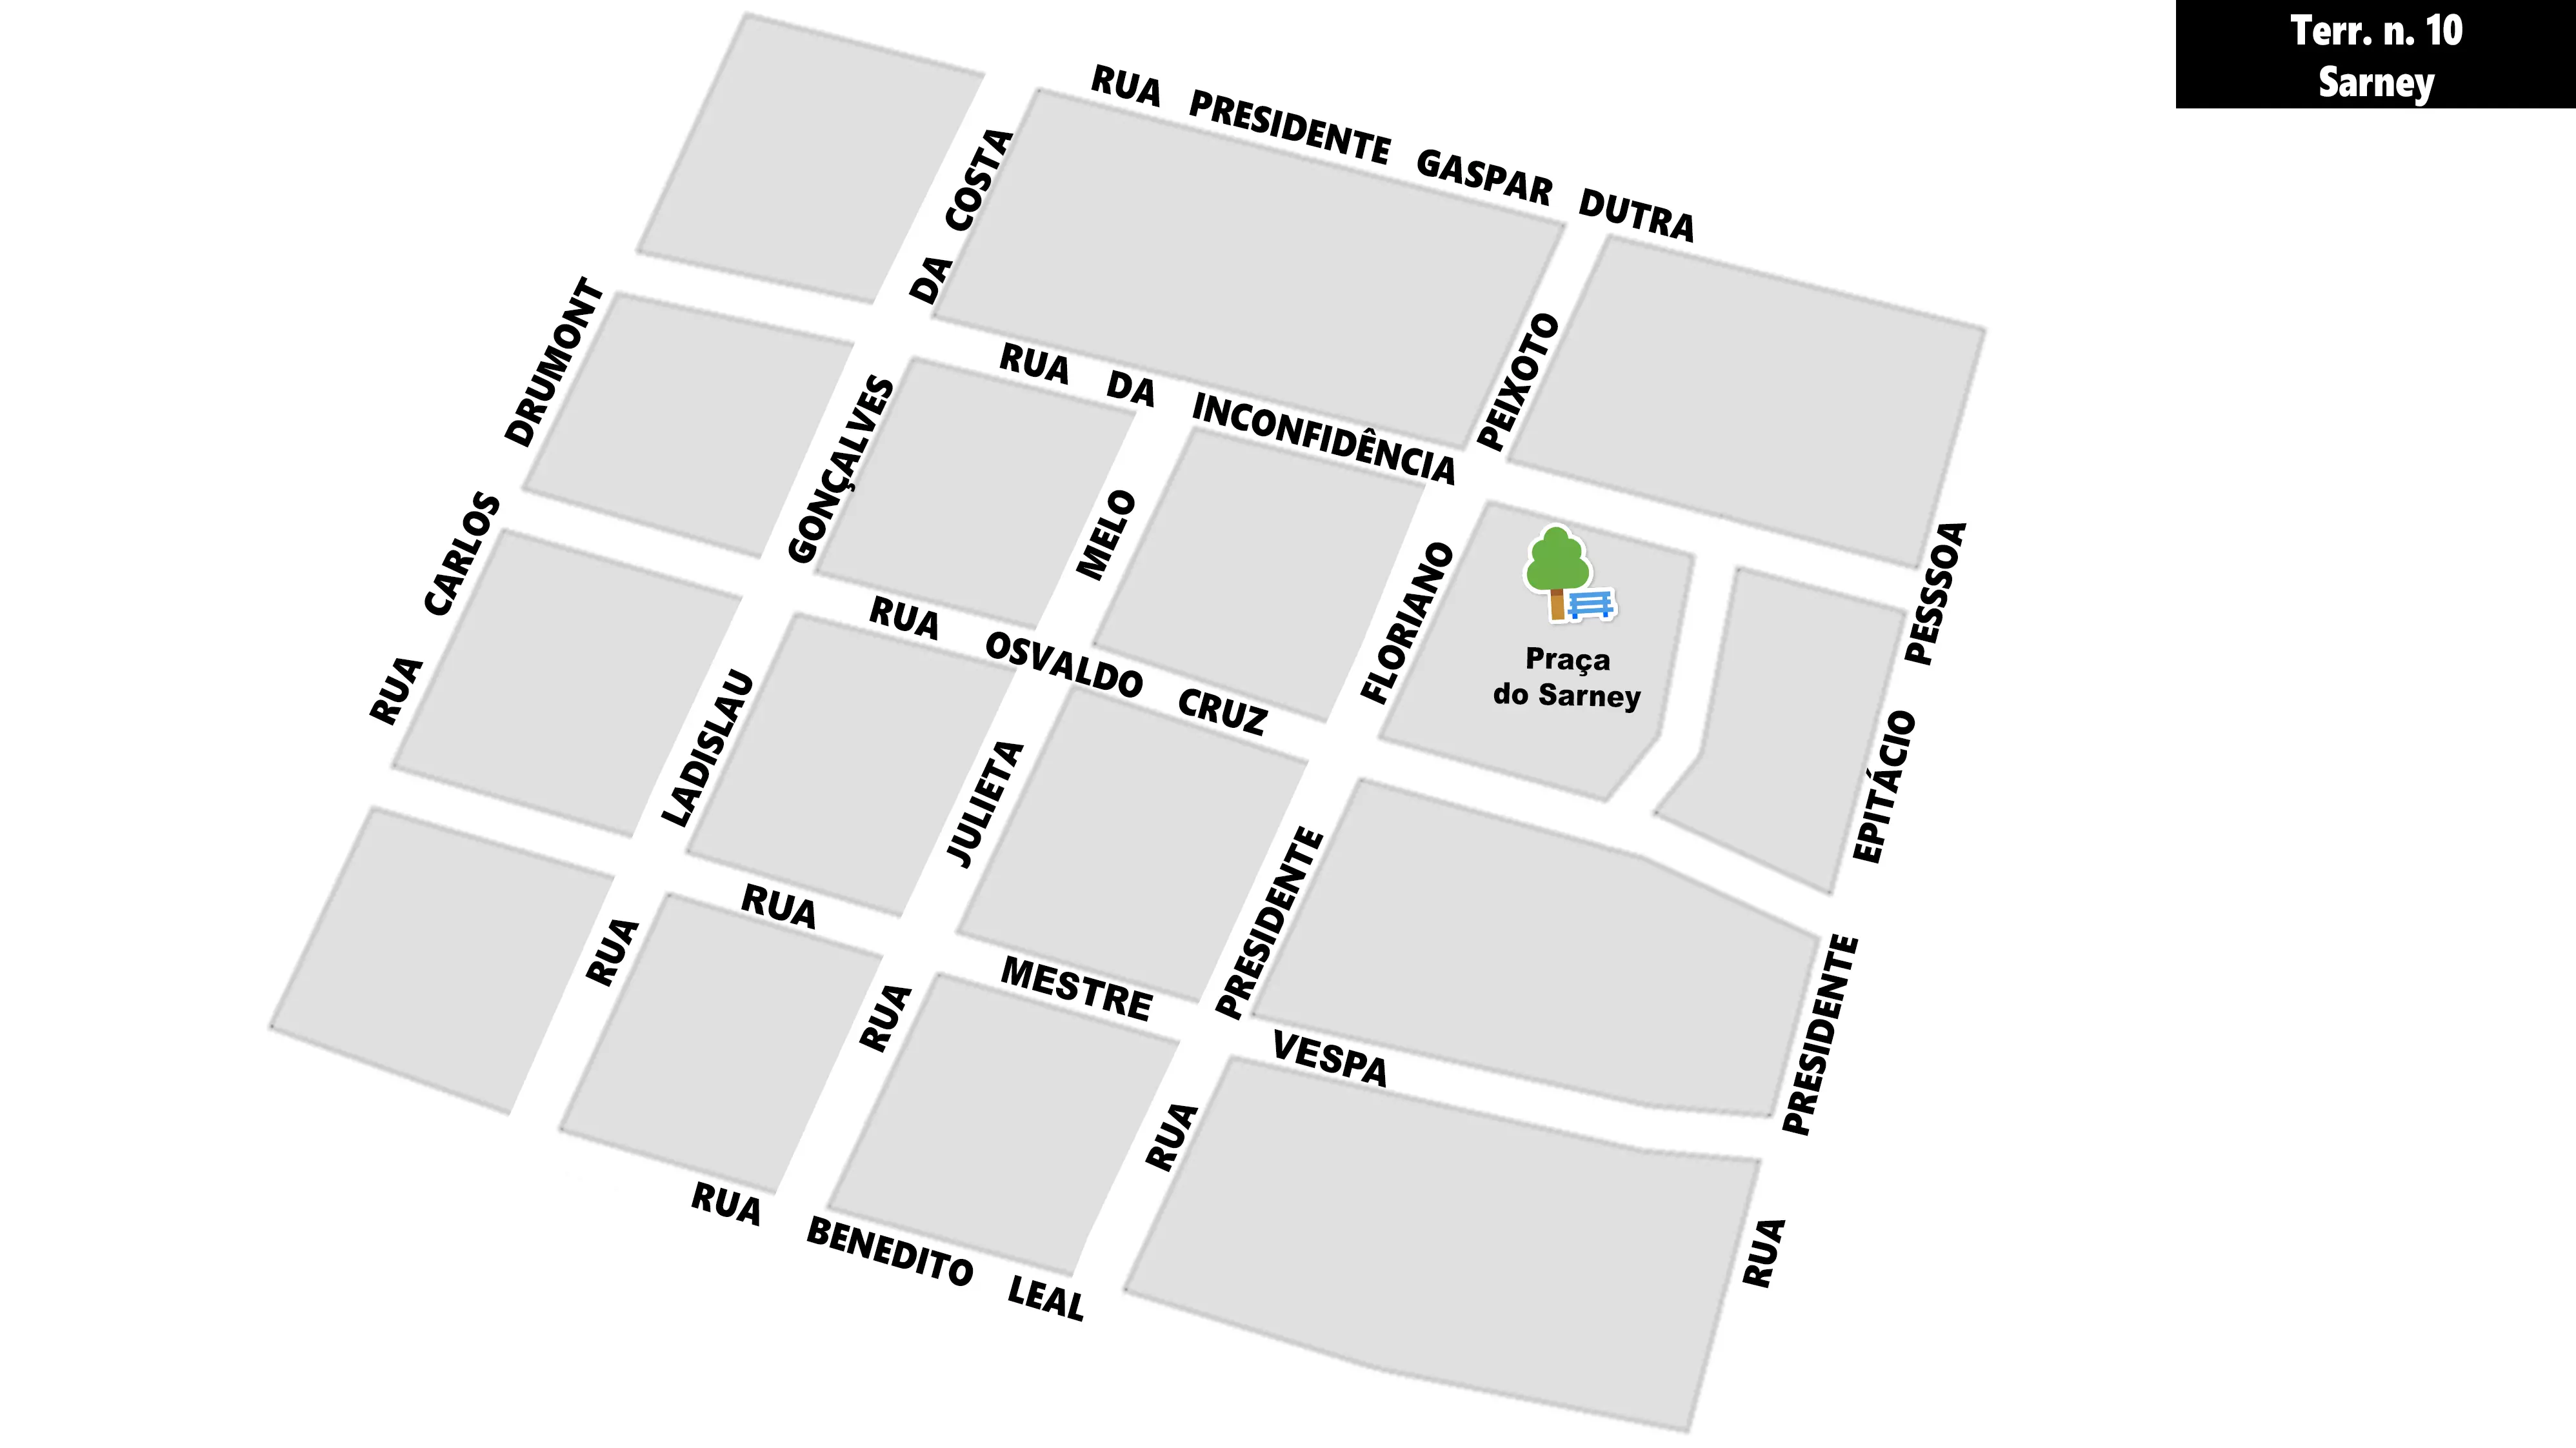 Terr. n. 10
Sarney
RUA PRESIDENTE GASPAR DUTRA
RUA DA INCONFIDÊNCIA
RUA OSVALDO CRUZ
RUA MESTRE VESPA
RUA BENEDITO LEAL
RUA CARLOS DRUMONT
RUA LADISLAU GONÇALVES DA COSTA
RUA JULIETA MELO
RUA PRESIDENTE FLORIANO PEIXOTO
RUA PRESIDENTE EPITÁCIO PESSOA
Praça
do Sarney